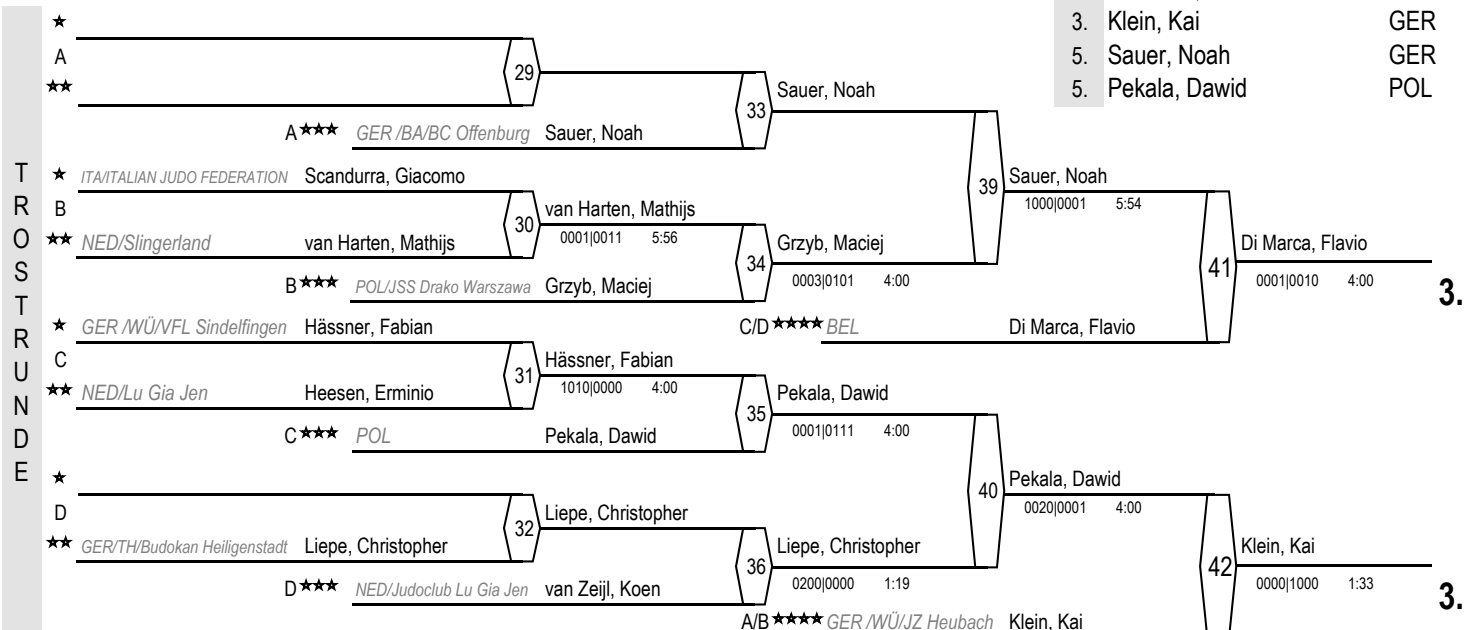 3. Klein, Kai GER
5. Sauer, Noah GER
5. Pekala, Dawid POL
TROSTRUNDE
★
A
★★
29
A★★★ GER /BA/BC Offenburg Sauer, Noah
33
Sauer, Noah
★ ITA/ITALIAN JUDO FEDERATION Scandurra, Giacomo
B
★★ NED/Slingerland van Harten, Mathijs
30
van Harten, Mathijs
0001|0011 5:56
B★★★ POL/JSS Drako Warszawa Grzyb, Maciej
34
Grzyb, Maciej
0003|0101 4:00
39
Sauer, Noah
1000|0001 5:54
C/D★★★★ BEL Di Marca, Flavio
41
Di Marca, Flavio
0001|0010 4:00
3.
★ GER /WÜ/VFL Sindelfingen Hässner, Fabian
C
★★ NED/Lu Gia Jen Heesen, Erminio
31
Hässner, Fabian
1010|0000 4:00
C★★★ POL Pekala, Dawid
35
Pekala, Dawid
0001|0111 4:00
★
D
★★ GER/TH/Budokan Heiligenstadt Liepe, Christopher
32
Liepe, Christopher
D★★★ NED/Judoclub Lu Gia Jen van Zeijl, Koen
36
Liepe, Christopher
0200|0000 1:19
40
Pekala, Dawid
0020|0001 4:00
A/B★★★★ GER /WÜ/JZ Heubach Klein, Kai
42
Klein, Kai
0000|1000 1:33
3.